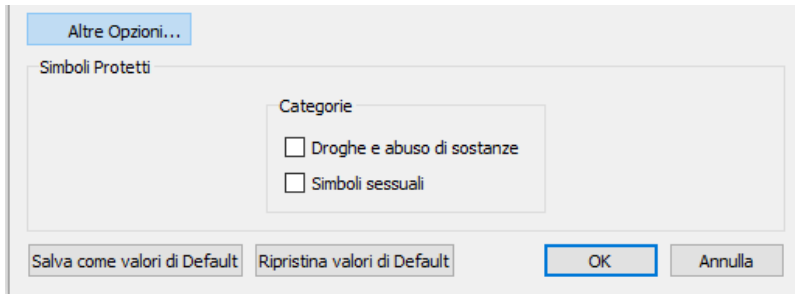 Altre Opzioni...
Simboli Protetti
Categorie
Droghe e abuso di sostanze
Simboli sessuali
Salva come valori di Default Ripristina valori di Default OK Annulla